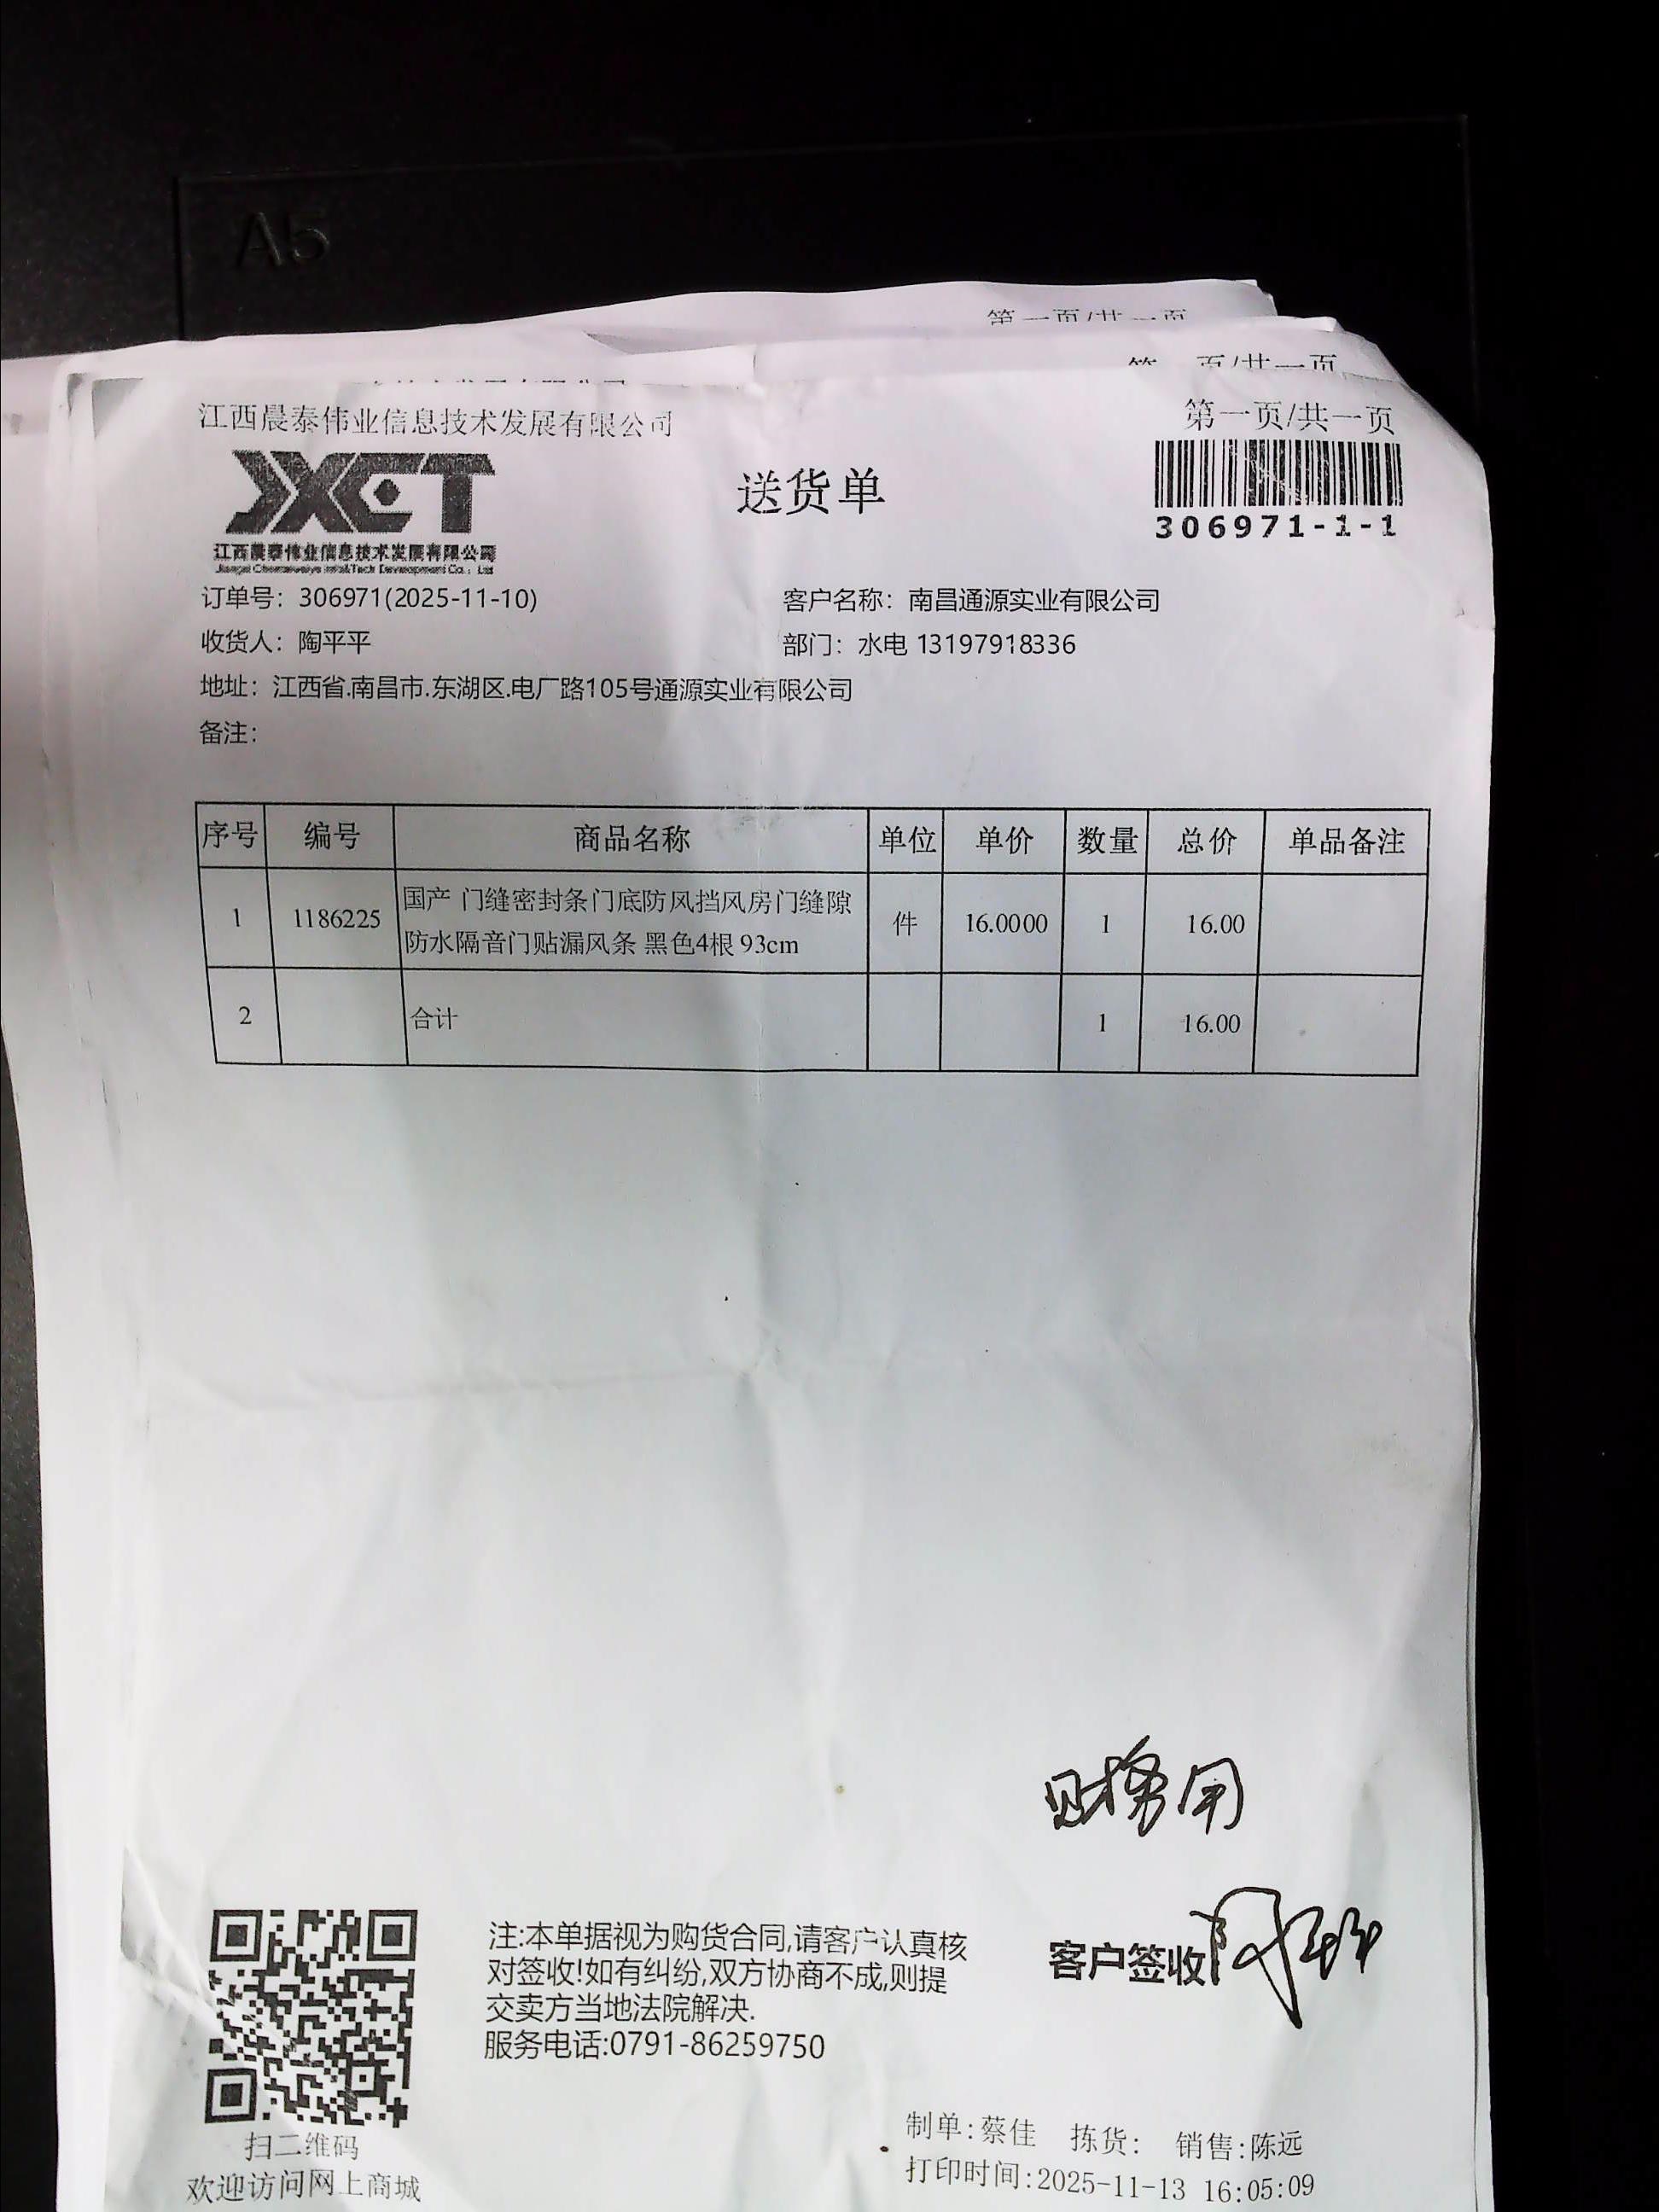 A5
第一页/共一页
页/共一页
江西晨泰伟业信息技术发展有限公司
第一页/共一页
JXCT
送货单
306971-1-1
江西晨泰伟业信息技术发展有限公司
订单号：306971(2025-11-10)
客户名称：南昌通源实业有限公司
收货人：陶平平
部门：水电 13197918336
地址：江西省.南昌市.东湖区.电厂路105号通源实业有限公司
备注：
序号 编号 商品名称 单位 单价 数量 总价 单品备注
1 1186225 国产 门缝密封条门底防风挡风房门缝隙 件 16.0000 1 16.00
防水隔音门贴漏风条 黑色4根 93cm
2 合计 1 16.00
财务用
注:本单据视为购货合同,请客户认真核
对签收!如有纠纷,双方协商不成,则提
交卖方当地法院解决.
服务电话:0791-86259750
客户签收
扫二维码
欢迎访问网上商城
制单:蔡佳 拣货: 销售:陈远
打印时间:2025-11-13 16:05:09